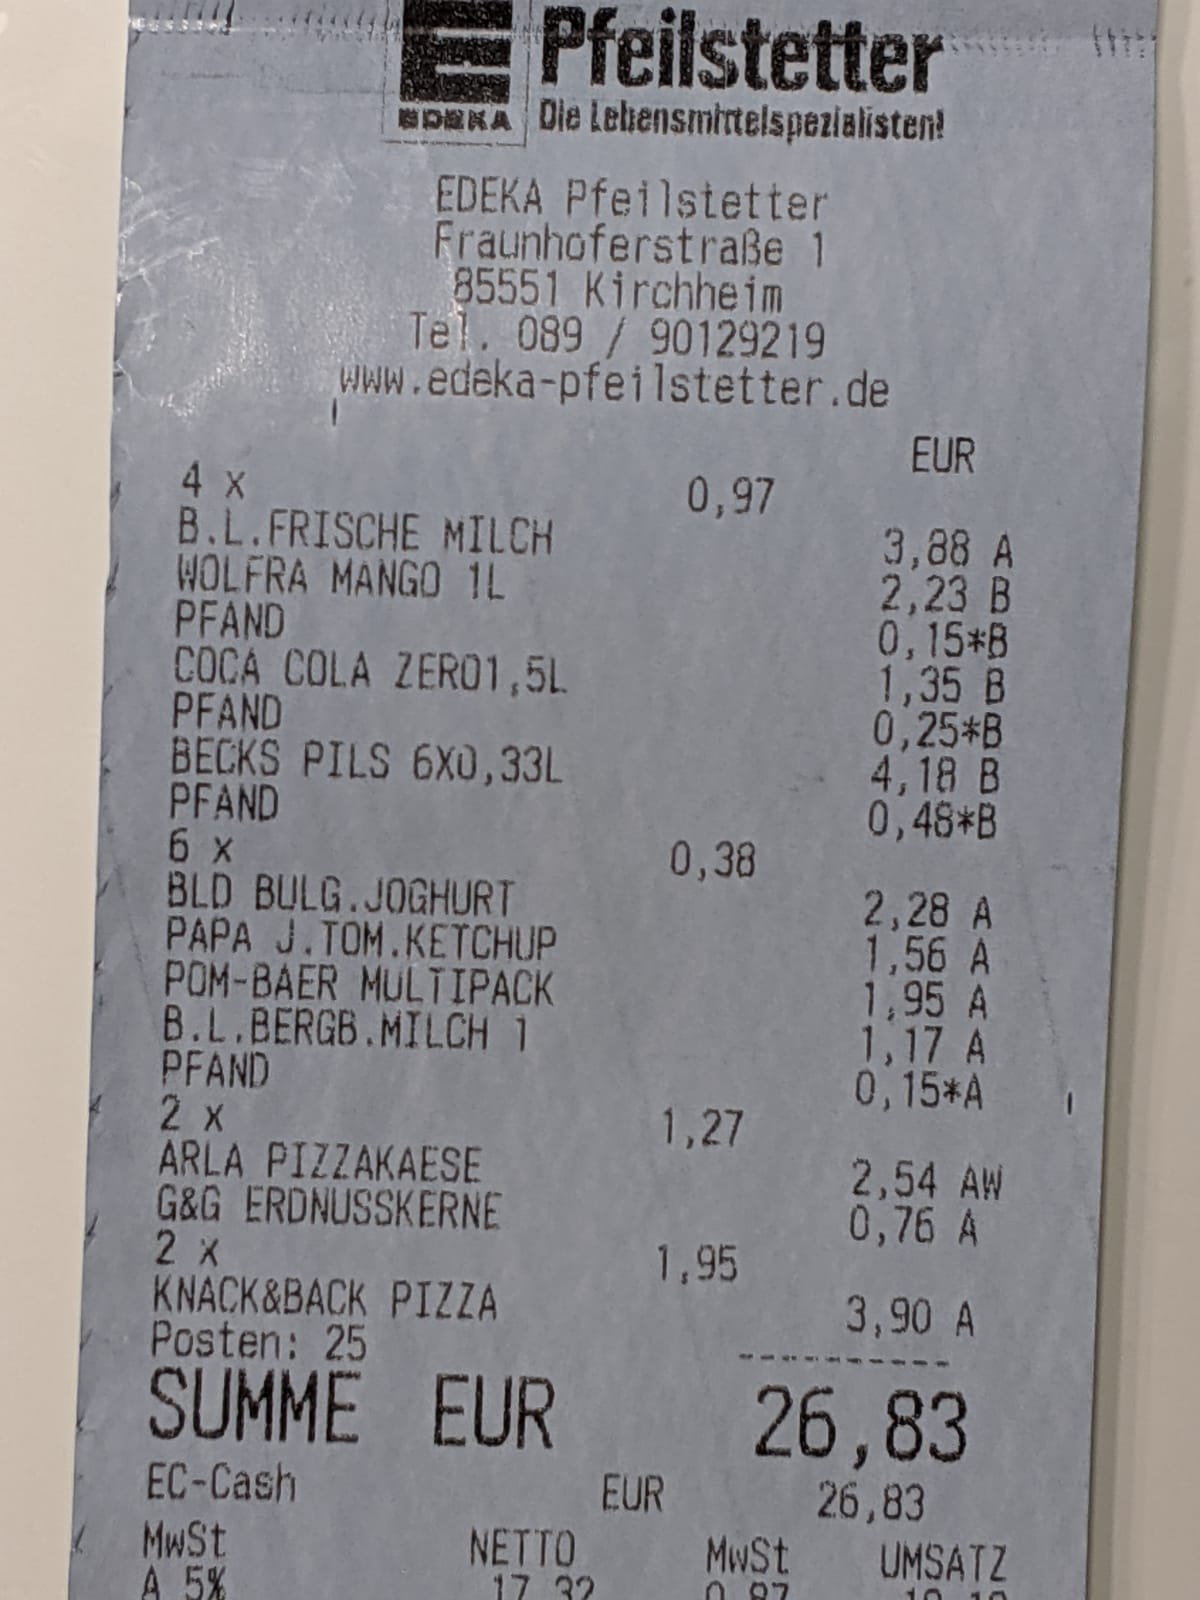 EDEKA
Pfeilstetter
Die Lebensmittelspezialisten!
EDEKA Pfeilstetter
Fraunhoferstraße 1
85551 Kirchheim
Tel. 089 / 90129219
www.edeka-pfeilstetter.de
EUR
4 x 0,97
B.L.FRISCHE MILCH 3,88 A
WOLFRA MANGO 1L 2,23 B
PFAND 0,15*B
COCA COLA ZERO1,5L 1,35 B
PFAND 0,25*B
BECKS PILS 6X0,33L 4,18 B
PFAND 0,48*B
6 x 0,38
BLD BULG.JOGHURT 2,28 A
PAPA J.TOM.KETCHUP 1,56 A
POM-BAER MULTIPACK 1,95 A
B.L.BERGB.MILCH 1 1,17 A
PFAND 0,15*A
2 x 1,27
ARLA PIZZAKAESE 2,54 AW
G&G ERDNUSSKERNE 0,76 A
2 x 1,95
KNACK&BACK PIZZA 3,90 A
Posten: 25
SUMME EUR 26,83
EC-Cash EUR 26,83
MwSt NETTO MwSt UMSATZ
A 5% 17,32 0,87